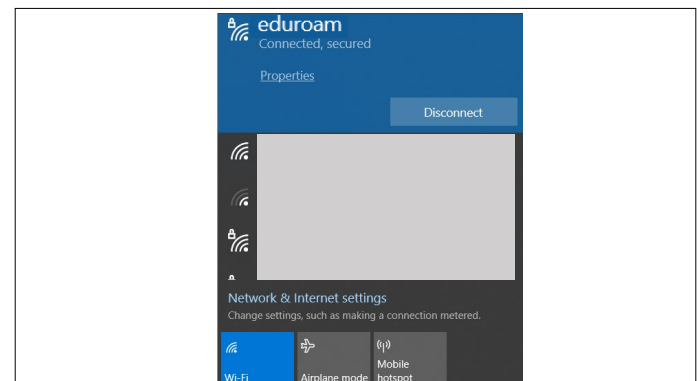 eduroam
Connected, secured
Properties
Disconnect
Network & Internet settings
Change settings, such as making a connection metered.
Wi-Fi
Airplane mode
Mobile
hotspot